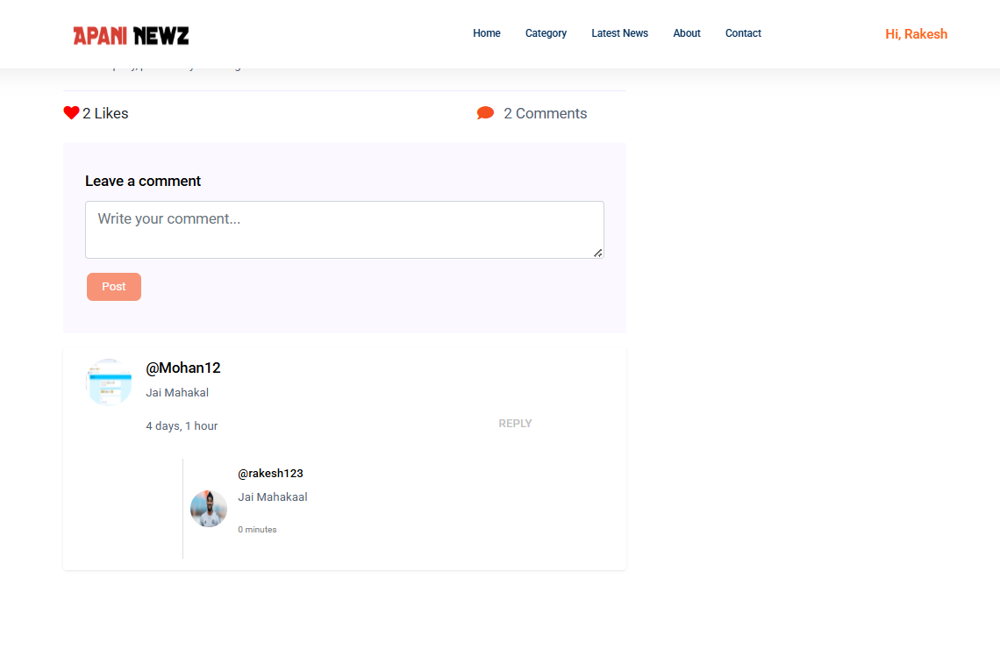 APANI NEWZ
Home Category Latest News About Contact
Hi, Rakesh
2 Likes
2 Comments
Leave a comment
Write your comment...
Post
@Mohan12
Jai Mahakal
4 days, 1 hour
REPLY
@rakesh123
Jai Mahakaal
0 minutes